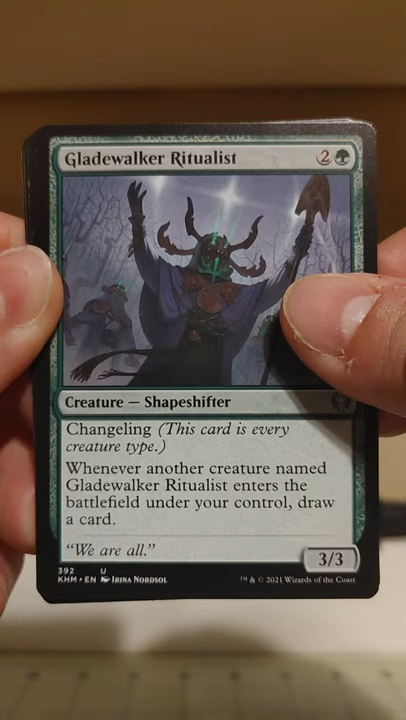 Gladewalker Ritualist 2
Creature — Shapeshifter
Changeling (This card is every
creature type.)
Whenever another creature named
Gladewalker Ritualist enters the
battlefield under your control, draw
a card.
“We are all.”
3/3
392 U
KHM • EN Irina Nordsol
™ & © 2021 Wizards of the Coast